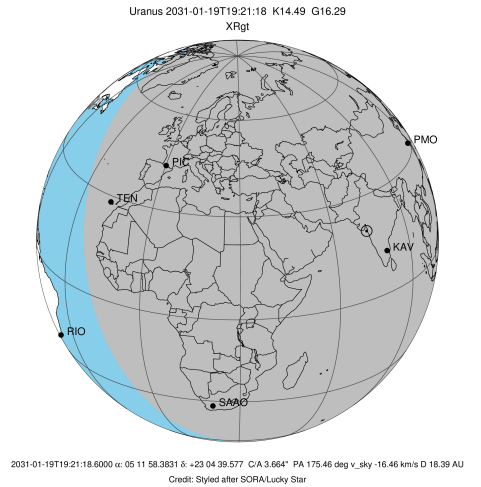 Uranus 2031-01-19T19:21:18 K14.49 G16.29
XRgt
PMO
PIC
TEN
KAV
RIO
SAAO
2031-01-19T19:21:18.6000 α: 05 11 58.3831 δ: +23 04 39.577 C/A 3.664" PA 175.46 deg v_sky -16.46 km/s D 18.39 AU
Credit: Styled after SORA/Lucky Star